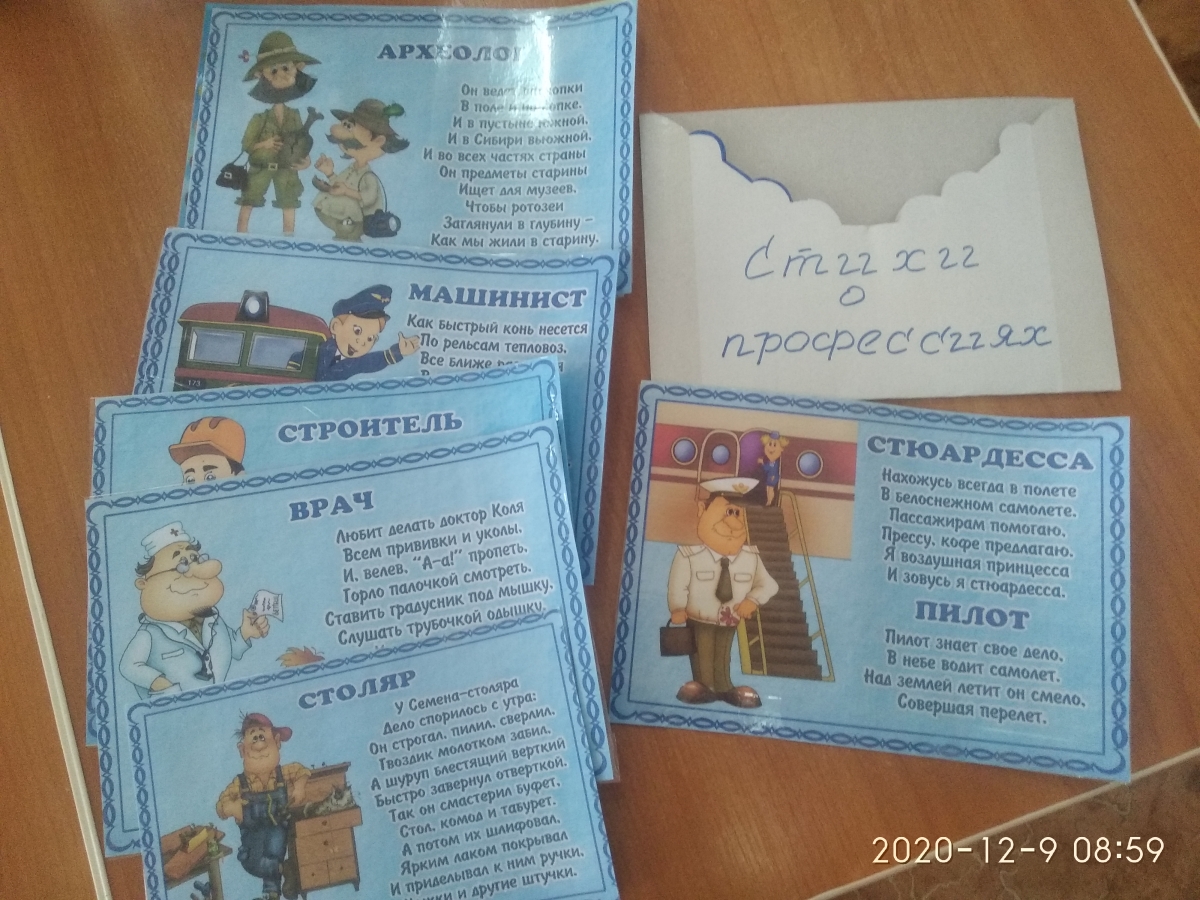 АРХЕОЛОГ
Он ведет раскопки
В поле и на сопке.
И в пустыне южной.
И в Сибири вьюжной.
И во всех частях страны
Он предметы старины
Ищет для музеев.
Чтобы ротозеи
Заглянули в глубину –
Как мы жили в старину.
МАШИНИСТ
Как быстрый конь несется
По рельсам тепловоз.
Все ближе
173
СТРОИТЕЛЬ
ВРАЧ
Любит делать доктор Коля
Всем прививки и уколы.
И, велев, "А-а!" пропеть.
Горло палочкой смотреть.
Ставить градусник под мышку.
Слушать трубочкой одышку.
СТОЛЯР
У Семена-столяра
Дело спорилось с утра:
Он строгал, пилил, сверлил.
Гвоздик молотком забил.
А шуруп блестящий верткий
Быстро завернул отверткой.
Так он смастерил буфет,
Стол, комод и табурет.
А потом их шлифовал.
Ярким лаком покрывал
И приделывал к ним ручки.
и другие штучки.
Стихи
о
профессиях
СТЮАРДЕССА
Нахожусь всегда в полете
В белоснежном самолете.
Пассажирам помогаю.
Прессу, кофе предлагаю.
Я воздушная принцесса
И зовусь я стюардесса.
ПИЛОТ
Пилот знает свое дело.
В небе водит самолет.
Над землей летит он смело.
Совершая перелет.
2020-12-9 08:59